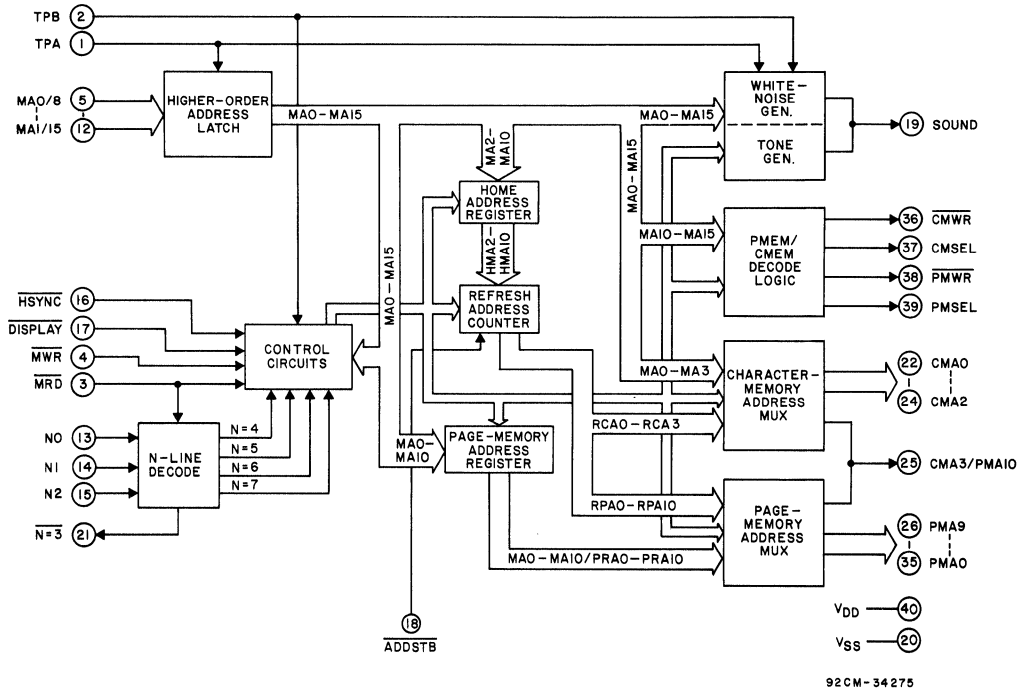 TPB 2
TPA 1
MA0/8 5
MA1/15 12
HIGHER-ORDER
ADDRESS
LATCH
MA0-MA15
MA2-
MA10
MA0-MA15
MA0-MA15
WHITE-
NOISE
GEN.
TONE
GEN.
19 SOUND
HOME
ADDRESS
REGISTER
HMA2-
HMA10
MA0-MA15
MA10-MA15
PMEM/
CMEM
DECODE
LOGIC
36 CMWR
37 CMSEL
38 PMWR
39 PMSEL
REFRESH
ADDRESS
COUNTER
HSYNC 16
DISPLAY 17
MWR 4
MRD 3
CONTROL
CIRCUITS
MA0-MA3
CHARACTER-
MEMORY
ADDRESS
MUX
22 CMA0
24 CMA2
RCA0-RCA3
N0 13
N1 14
N2 15
N=3 21
N-LINE
DECODE
N=4
N=5
N=6
N=7
MA0-
MA10
PAGE-MEMORY
ADDRESS
REGISTER
25 CMA3/PMA10
RPA0-RPA10
MA0-MA10/PRA0-PRA10
PAGE-
MEMORY
ADDRESS
MUX
26 PMA9
35 PMA0
18
ADDSTB
VDD 40
VSS 20
92CM-34275